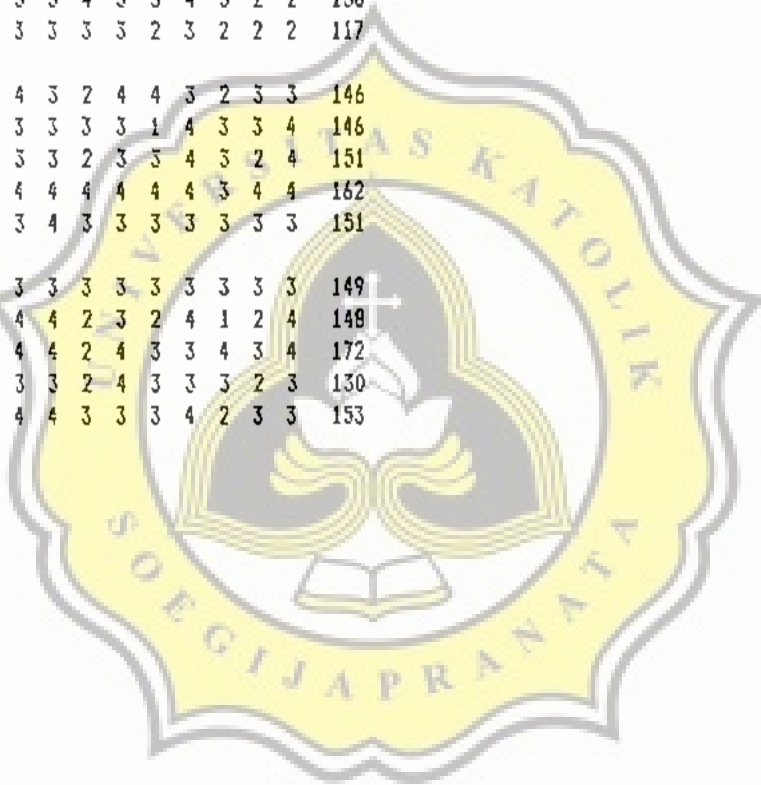 3 3 3 3 2 3 2 2 2 117
4 3 2 4 4 3 2 3 3 146
3 3 3 3 1 4 3 3 4 146
3 3 2 3 3 4 3 2 4 151
4 4 4 4 4 4 3 4 4 162
3 4 3 3 3 3 3 3 3 151
3 3 3 3 3 3 3 3 3 149
4 4 2 3 2 4 1 2 4 148
4 4 2 4 3 3 4 3 4 172
3 3 2 4 3 3 3 2 3 130
4 4 3 3 3 4 2 3 3 153
UNIVERSITAS KATOLIK
SOEGIJAPRANATA